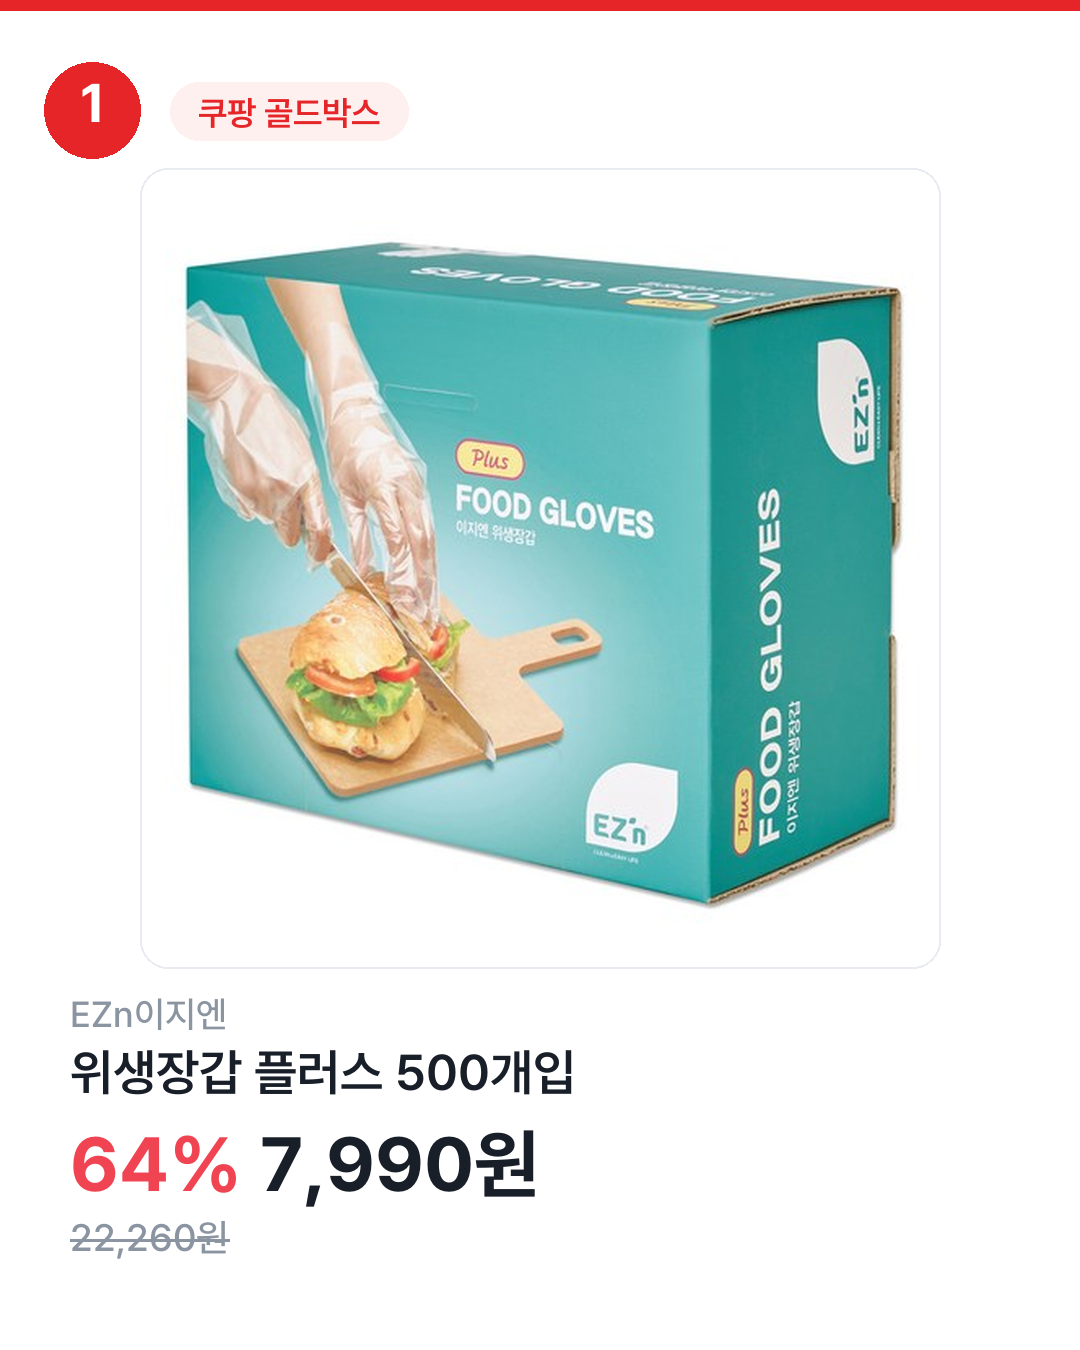 1
쿠팡 골드박스
FOOD GLOVES
Plus
Plus
FOOD GLOVES
이지엔 위생장갑
EZ'n
EZ'n
Plus
FOOD GLOVES
이지엔 위생장갑
EZn이지엔
위생장갑 플러스 500개입
64% 7,990원
22,260원